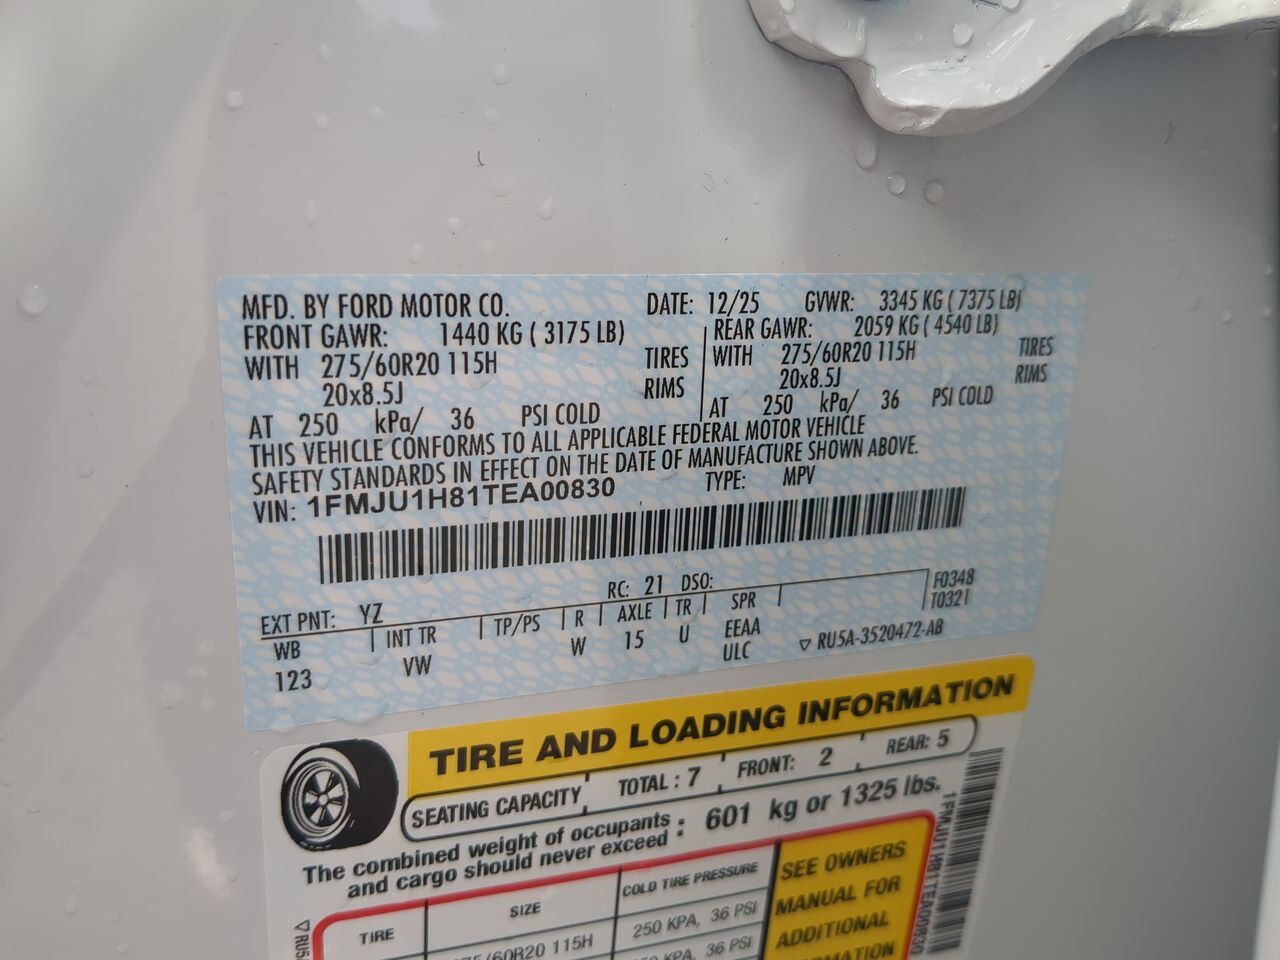 MFD. BY FORD MOTOR CO. DATE: 12/25 GVWR: 3345 KG ( 7375 LB)
FRONT GAWR: 1440 KG ( 3175 LB) REAR GAWR: 2059 KG ( 4540 LB)
WITH 275/60R20 115H TIRES WITH 275/60R20 115H TIRES
20x8.5J RIMS 20x8.5J RIMS
AT 250 kPa/ 36 PSI COLD AT 250 kPa/ 36 PSI COLD
THIS VEHICLE CONFORMS TO ALL APPLICABLE FEDERAL MOTOR VEHICLE
SAFETY STANDARDS IN EFFECT ON THE DATE OF MANUFACTURE SHOWN ABOVE.
VIN: 1FMJU1H81TEA00830 TYPE: MPV
EXT PNT: YZ RC: 21 DSO: F0348
WB INT TR TP/PS R AXLE TR SPR T0321
123 VW W 15 U EEAA
ULC ▽ RU5A-3520472-AB
TIRE AND LOADING INFORMATION
SEATING CAPACITY TOTAL : 7 FRONT: 2 REAR: 5
The combined weight of occupants and cargo should never exceed : 601 kg or 1325 lbs.
TIRE SIZE COLD TIRE PRESSURE
/60R20 115H 250 KPA, 36 PSI
KPA, 36 PSI
SEE OWNERS
MANUAL FOR
ADDITIONAL
1FMJU1H81TEA00830
▽ RU5